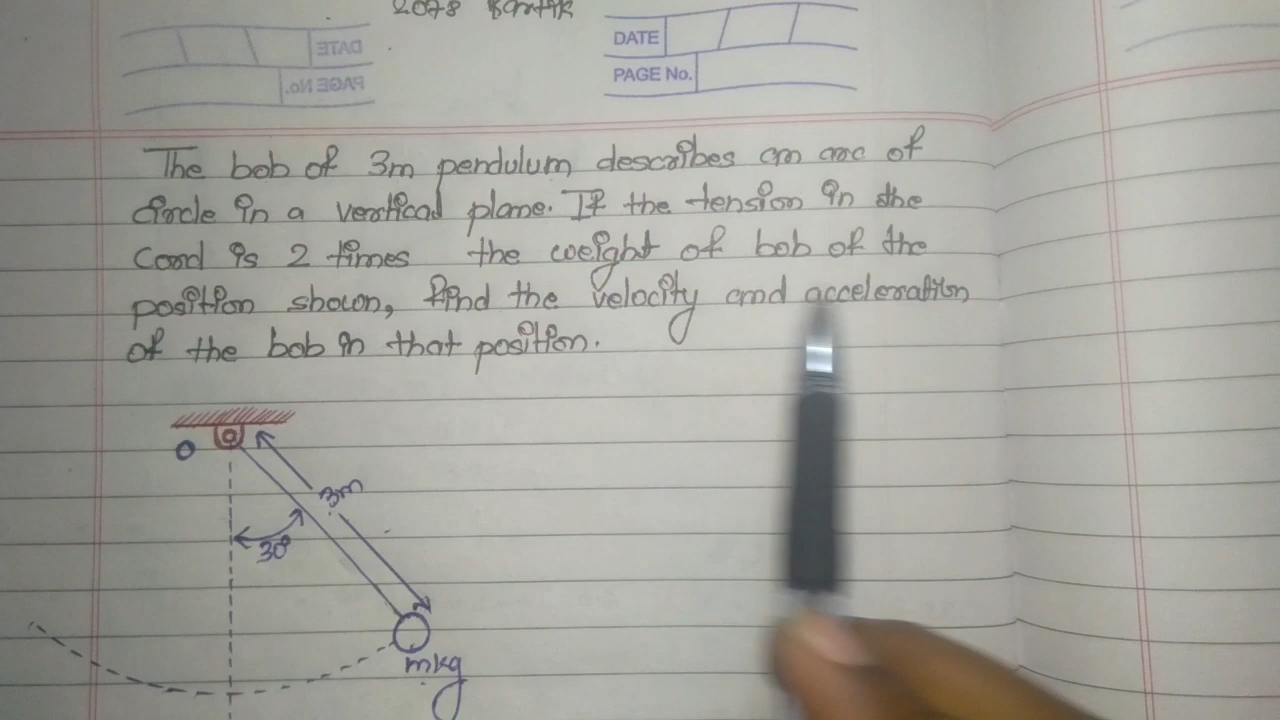 2078 Kartik
DATE
PAGE No.
DATE
PAGE No.
The bob of 3m pendulum describes an arc of
circle in a vertical plane. If the tension in the
cord is 2 times the weight of bob of the
position shown, find the velocity and acceleration
of the bob in that position.
O
3m
30°
mkg